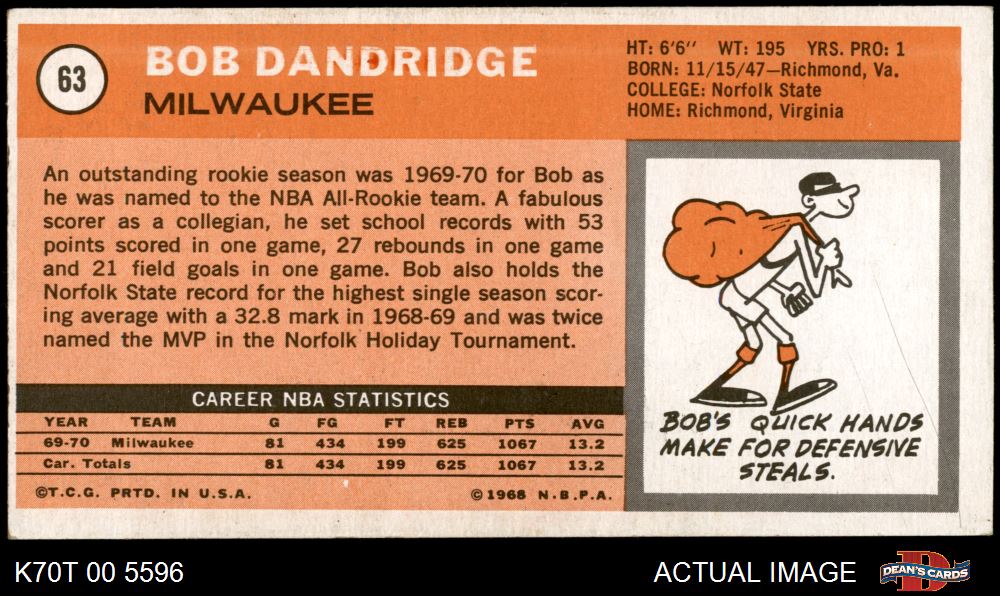 63
BOB DANDRIDGE
MILWAUKEE
HT: 6'6" WT: 195 YRS. PRO: 1
BORN: 11/15/47—Richmond, Va.
COLLEGE: Norfolk State
HOME: Richmond, Virginia
An outstanding rookie season was 1969-70 for Bob as
he was named to the NBA All-Rookie team. A fabulous
scorer as a collegian, he set school records with 53
points scored in one game, 27 rebounds in one game
and 21 field goals in one game. Bob also holds the
Norfolk State record for the highest single season scor-
ing average with a 32.8 mark in 1968-69 and was twice
named the MVP in the Norfolk Holiday Tournament.
CAREER NBA STATISTICS
YEAR TEAM G FG FT REB PTS AVG
69-70 Milwaukee 81 434 199 625 1067 13.2
Car. Totals 81 434 199 625 1067 13.2
©T.C.G. PRTD. IN U.S.A. ©1968 N.B.P.A.
BOB'S QUICK HANDS
MAKE FOR DEFENSIVE
STEALS.
K70T 00 5596
ACTUAL IMAGE
D
DEAN'S CARDS